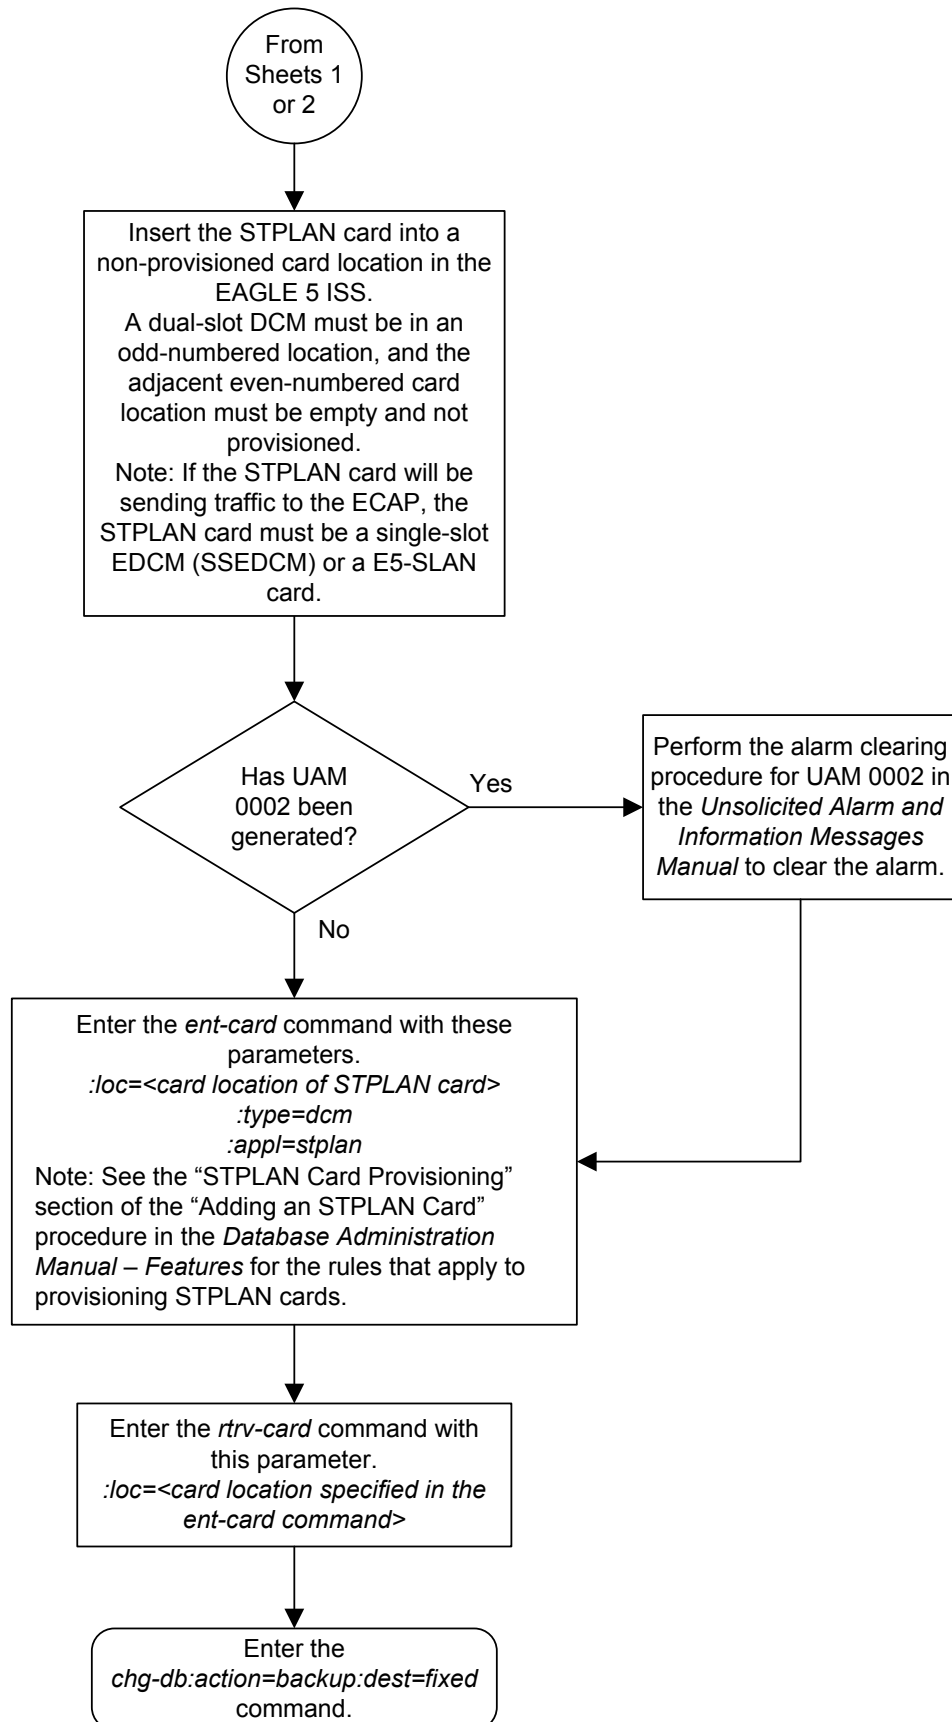 From
Sheets 1
or 2
Insert the STPLAN card into a
non-provisioned card location in the
EAGLE 5 ISS.
A dual-slot DCM must be in an
odd-numbered location, and the
adjacent even-numbered card
location must be empty and not
provisioned.
Note: If the STPLAN card will be
sending traffic to the ECAP, the
STPLAN card must be a single-slot
EDCM (SSEDCM) or a E5-SLAN
card.
Has UAM
0002 been
generated?
Yes
Perform the alarm clearing
procedure for UAM 0002 in
the Unsolicited Alarm and
Information Messages
Manual to clear the alarm.
No
Enter the ent-card command with these
parameters.
:loc=<card location of STPLAN card>
:type=dcm
:appl=stplan
Note: See the “STPLAN Card Provisioning”
section of the “Adding an STPLAN Card”
procedure in the Database Administration
Manual – Features for the rules that apply to
provisioning STPLAN cards.
Enter the rtrv-card command with
this parameter.
:loc=<card location specified in the
ent-card command>
Enter the
chg-db:action=backup:dest=fixed
command.